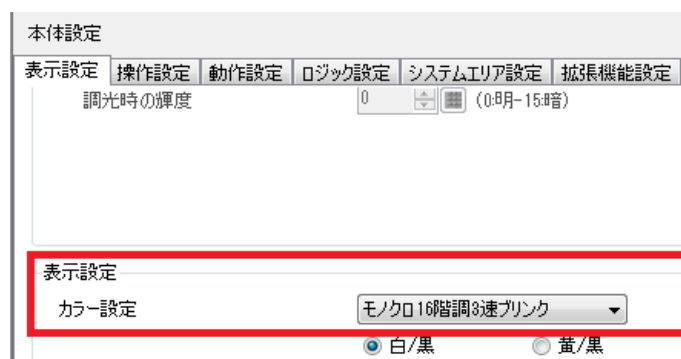 本体設定
表示設定 操作設定 動作設定 ロジック設定 システムエリア設定 拡張機能設定
調光時の輝度 0 (0:明-15:暗)
表示設定
カラー設定 モノクロ16階調3速ブリンク
白/黒 黄/黒